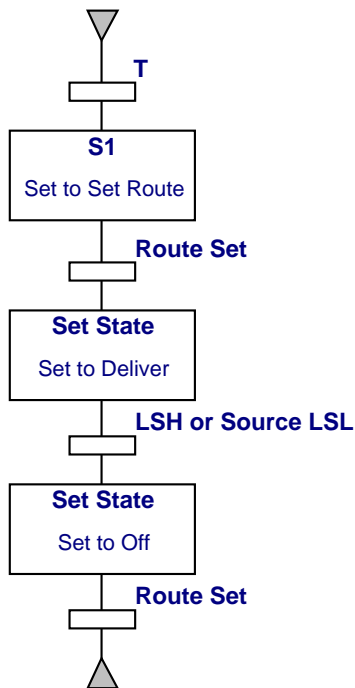 T
S1
Set to Set Route
Route Set
Set State
Set to Deliver
LSH or Source LSL
Set State
Set to Off
Route Set